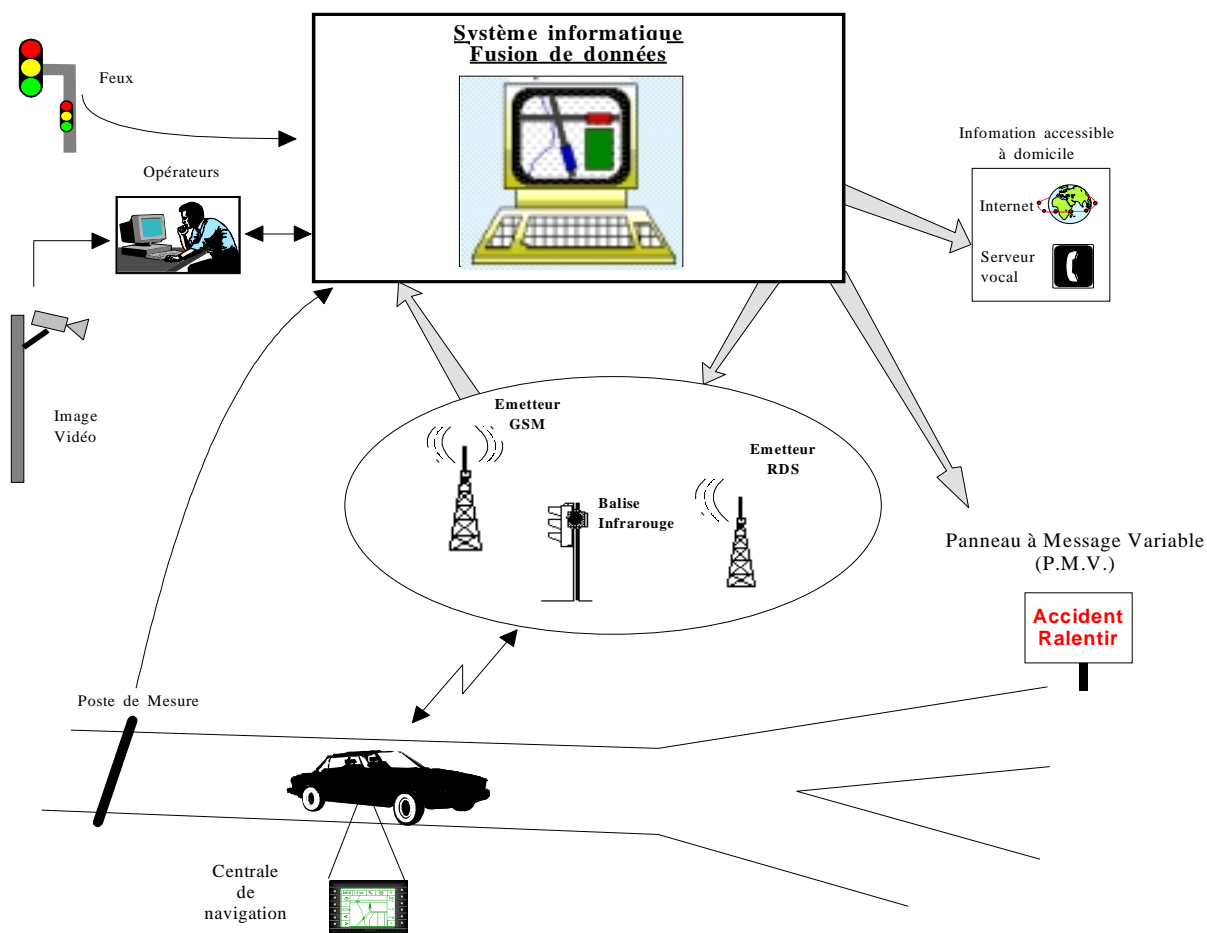 Système informatique
Fusion de données
Feux
Opérateurs
Infomation accessible
à domicile
Internet
Serveur
vocal
Image
Vidéo
Emetteur
GSM
Emetteur
RDS
Balise
Infrarouge
Panneau à Message Variable
(P.M.V.)
Accident
Ralentir
Poste de Mesure
Centrale
de
navigation